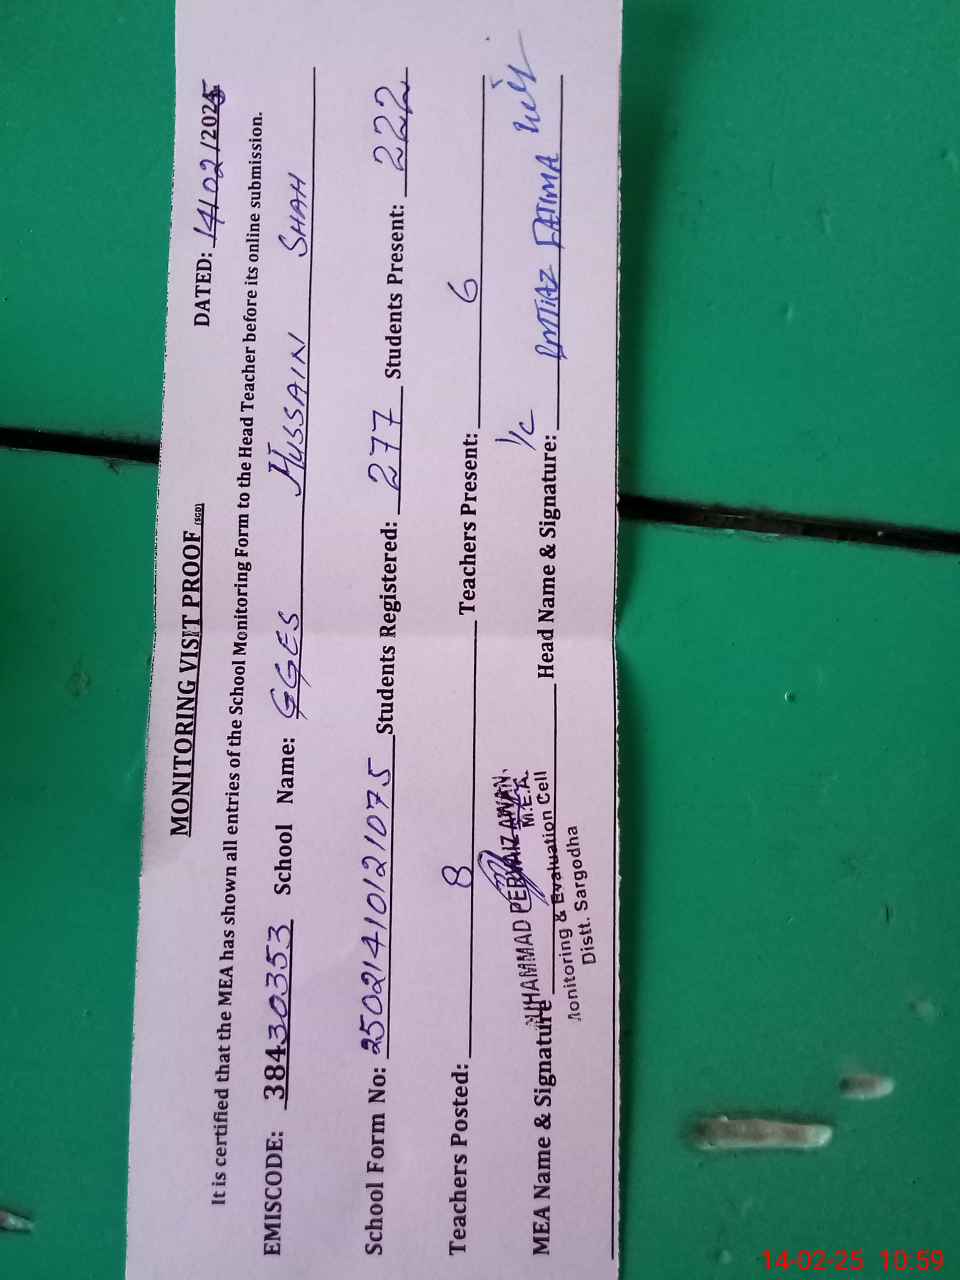 MONITORING VISIT PROOF (SGD)
DATED: 14/02/2025
It is certified that the MEA has shown all entries of the School Monitoring Form to the Head Teacher before its online submission.
EMISCODE: 38430353 School Name: GGES HUSSAIN SHAH
School Form No: 25021410121075 Students Registered: 277 Students Present: 222
Teachers Posted: 8 Teachers Present: 6
MEA Name & Signature Head Name & Signature: I/c IMTIAZ FATIMA
MUHAMMAD PERVAIZ AWAN.
M.E.A.
Monitoring & Evaluation Cell
Distt. Sargodha
14-02-25 10:59